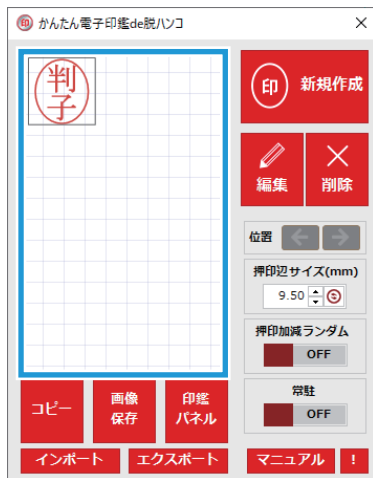 印 かんたん電子印鑑de脱ハンコ ×
判子
印 新規作成
編集 削除
位置
押印辺サイズ(mm)
9.50
押印加減ランダム
OFF
常駐
OFF
コピー
画像
保存
印鑑
パネル
インポート エクスポート マニュアル !